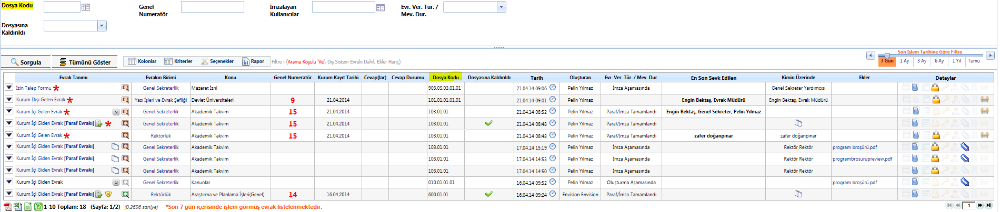 Dosya Kodu
Genel Numeratör
İmzalayan Kullanıcılar
Evr. Ver. Tür. / Mev. Dur.
Dosyasına Kaldırıldı
Son İşlem Tarihine Göre Filtre
7 Gün 1 Ay 3 Ay 6 Ay 1 Yıl Tümü
Sorgula Tümünü Göster Kolonlar Kriterler Seçenekler Rapor Filtre : (Arama Koşulu 'Ve', Dış Sistem Evrakı Dahil, Ekler Hariç)
Evrak Tanımı Evrakın Birimi Konu Genel Numeratör Kurum Kayıt Tarihi Cevap(lar) Cevap Durumu Dosya Kodu Dosyasına Kaldırıldı Tarih Oluşturan Evr. Ver. Tür. / Mev. Dur. En Son Sevk Edilen Kimin Üzerinde Ekler Detaylar
İzin Talep Formu * Genel Sekreterlik Mazeret İzni 903.05.03.01.01 21.04.14 09:06 Pelin Yılmaz İmza Aşamasında Genel Sekreter Yardımcısı
Kurum Dışı Gelen Evrak * Yazı İşleri ve Evrak Şefliği Devlet Üniversiteleri 9 21.04.2014 101.01.01.01.01 21.04.14 09:01 Pelin Yılmaz Engin Bektaş, Evrak Müdürü Engin Bektaş, Evrak Müdürü
Kurum İçi Gelen Evrak * Genel Sekreterlik Akademik Takvim 15 21.04.2014 103.01.01 21.04.14 08:52 Pelin Yılmaz Paraf/İmza Tamamlandı Engin Bektaş, Genel Sekreter, Pelin Yılmaz
Kurum İçi Giden Evrak [Paraf Evrakı] * Genel Sekreterlik Akademik Takvim 15 21.04.2014 103.01.01 21.04.14 08:48 Pelin Yılmaz Paraf/İmza Tamamlandı
Kurum İçi Gelen Evrak * Rektörlük Akademik Takvim 15 21.04.2014 103.01.01 21.04.14 08:48 Pelin Yılmaz Paraf/İmza Tamamlandı zafer doğanpınar zafer doğanpınar
Kurum İçi Giden Evrak [Paraf Evrakı] Genel Sekreterlik Akademik Takvim 103.01.01 17.04.14 15:19 Pelin Yılmaz İmza Aşamasında Rektör Rektör program broşürü.pdf
Kurum İçi Giden Evrak [Paraf Evrakı] Genel Sekreterlik Akademik Takvim 103.01.01 17.04.14 14:53 Pelin Yılmaz İmza Aşamasında Rektör Rektör programbrosurupreview.pdf
Kurum İçi Giden Evrak [Paraf Evrakı] Genel Sekreterlik Akademik Takvim 103.01.01 17.04.14 14:50 Pelin Yılmaz İmza Aşamasında Rektör Rektör
Kurum İçi Giden Evrak Genel Sekreterlik Kanunlar 010.01.01.01 16.04.14 09:52 Pelin Yılmaz Oluşturma Aşamasında program broşürü.pdf
Kurum İçi Giden Evrak [Paraf Evrakı] Rektörlük Araştırma ve Planlama İşleri(Genel) 14 16.04.2014 600.01.01 16.04.14 09:24 Envision Envision Paraf/İmza Tamamlandı
1-10 Toplam: 18 (Sayfa: 1/2) (0,2656 saniye) *Son 7 gün içerisinde işlem görmüş evrak listelenmektedir. 1